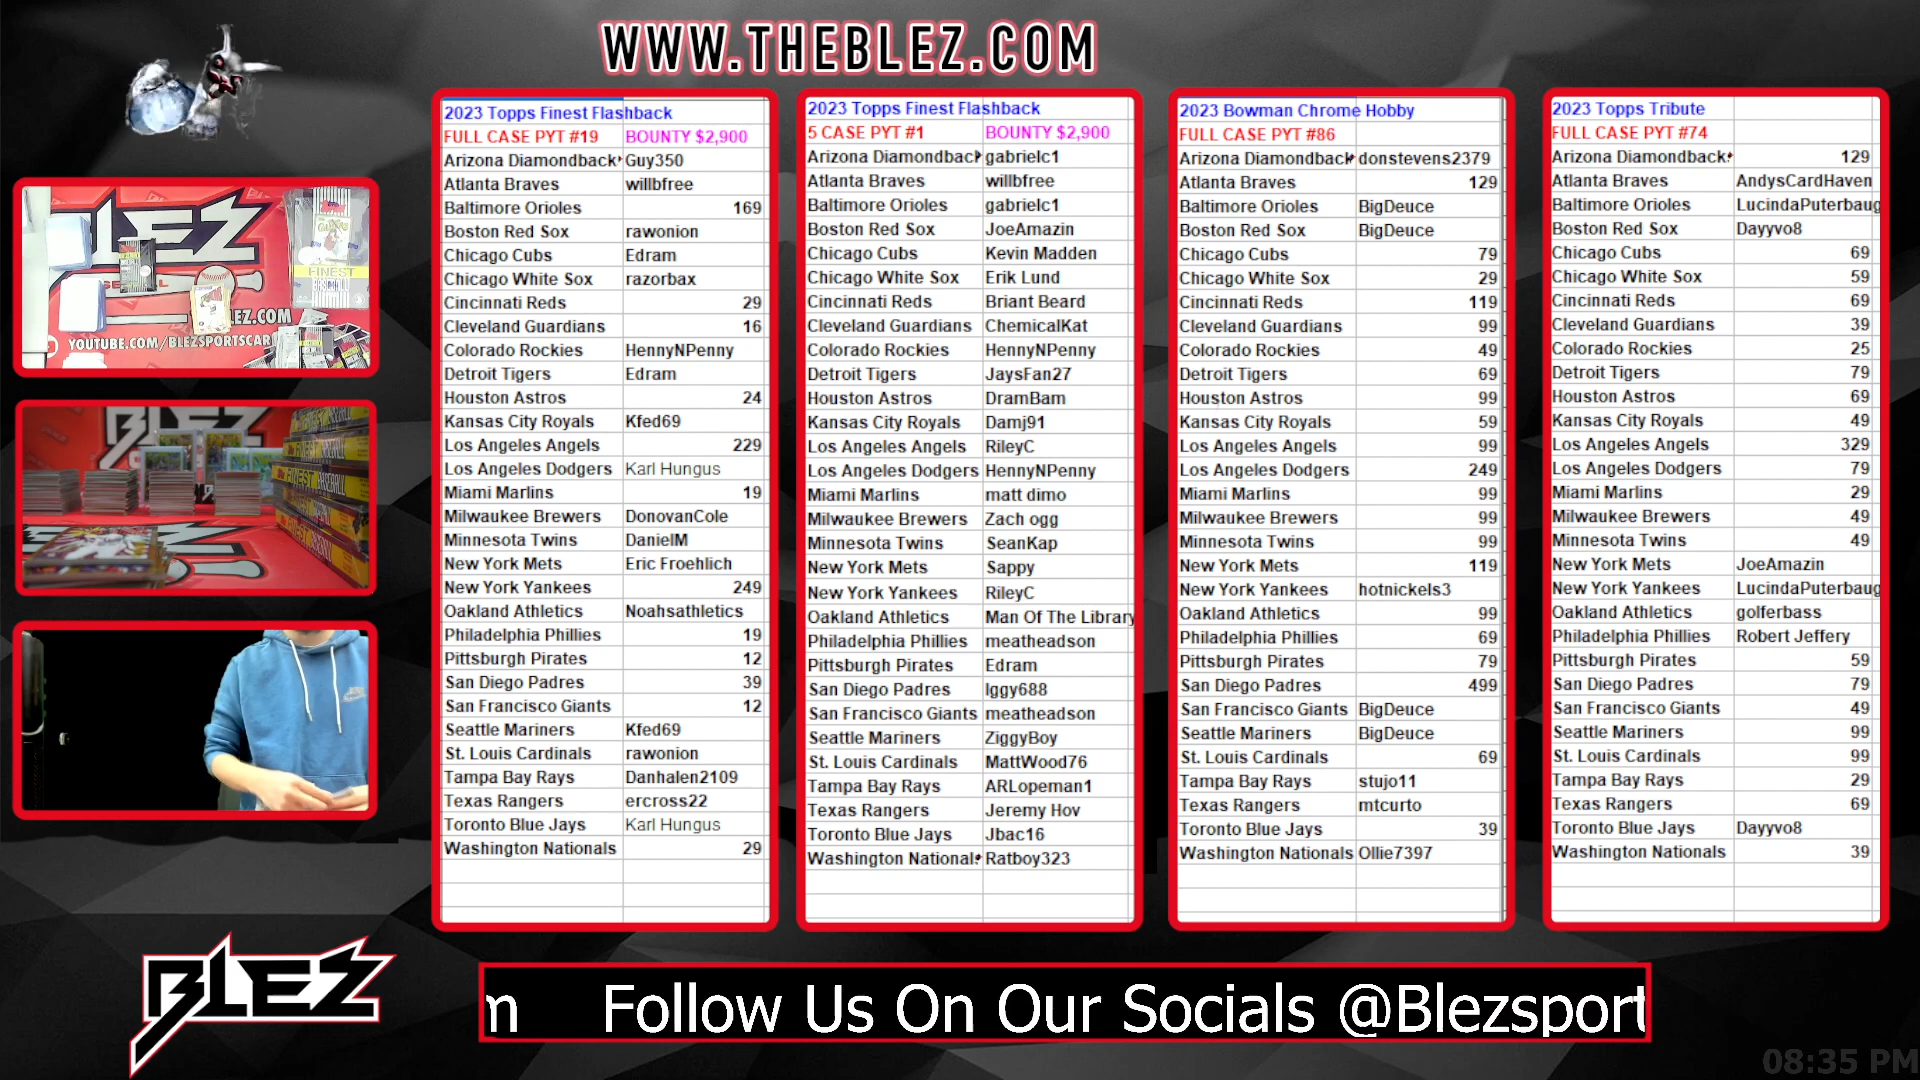 WWW.THEBLEZ.COM
2023 Topps Finest Flashback
FULL CASE PYT #19 BOUNTY $2,900
Arizona Diamondback Guy350
Atlanta Braves willbfree
Baltimore Orioles 169
Boston Red Sox rawonion
Chicago Cubs Edram
Chicago White Sox razorbax
Cincinnati Reds 29
Cleveland Guardians 16
Colorado Rockies HennyNPenny
Detroit Tigers Edram
Houston Astros 24
Kansas City Royals Kfed69
Los Angeles Angels 229
Los Angeles Dodgers Karl Hungus
Miami Marlins 19
Milwaukee Brewers DonovanCole
Minnesota Twins DanielM
New York Mets Eric Froehlich
New York Yankees 249
Oakland Athletics Noahsathletics
Philadelphia Phillies 19
Pittsburgh Pirates 12
San Diego Padres 39
San Francisco Giants 12
Seattle Mariners Kfed69
St. Louis Cardinals rawonion
Tampa Bay Rays Danhalen2109
Texas Rangers ercross22
Toronto Blue Jays Karl Hungus
Washington Nationals 29
2023 Topps Finest Flashback
5 CASE PYT #1 BOUNTY $2,900
Arizona Diamondback gabrielc1
Atlanta Braves willbfree
Baltimore Orioles gabrielc1
Boston Red Sox JoeAmazin
Chicago Cubs Kevin Madden
Chicago White Sox Erik Lund
Cincinnati Reds Briant Beard
Cleveland Guardians ChemicalKat
Colorado Rockies HennyNPenny
Detroit Tigers JaysFan27
Houston Astros DramBam
Kansas City Royals Damj91
Los Angeles Angels RileyC
Los Angeles Dodgers HennyNPenny
Miami Marlins matt dimo
Milwaukee Brewers Zach ogg
Minnesota Twins SeanKap
New York Mets Sappy
New York Yankees RileyC
Oakland Athletics Man Of The Library
Philadelphia Phillies meatheadson
Pittsburgh Pirates Edram
San Diego Padres Iggy688
San Francisco Giants meatheadson
Seattle Mariners ZiggyBoy
St. Louis Cardinals MattWood76
Tampa Bay Rays ARLopeman1
Texas Rangers Jeremy Hov
Toronto Blue Jays Jbac16
Washington Nationals Ratboy323
2023 Bowman Chrome Hobby
FULL CASE PYT #86
Arizona Diamondback donstevens2379
Atlanta Braves 129
Baltimore Orioles BigDeuce
Boston Red Sox BigDeuce
Chicago Cubs 79
Chicago White Sox 29
Cincinnati Reds 119
Cleveland Guardians 99
Colorado Rockies 49
Detroit Tigers 69
Houston Astros 99
Kansas City Royals 59
Los Angeles Angels 99
Los Angeles Dodgers 249
Miami Marlins 99
Milwaukee Brewers 99
Minnesota Twins 99
New York Mets 119
New York Yankees hotnickels3
Oakland Athletics 99
Philadelphia Phillies 69
Pittsburgh Pirates 79
San Diego Padres 499
San Francisco Giants BigDeuce
Seattle Mariners BigDeuce
St. Louis Cardinals 69
Tampa Bay Rays stujo11
Texas Rangers mtcurto
Toronto Blue Jays 39
Washington Nationals Ollie7397
2023 Topps Tribute
FULL CASE PYT #74
Arizona Diamondback 129
Atlanta Braves AndysCardHaven
Baltimore Orioles LucindaPuterbaug
Boston Red Sox Dayyvo8
Chicago Cubs 69
Chicago White Sox 59
Cincinnati Reds 69
Cleveland Guardians 39
Colorado Rockies 25
Detroit Tigers 79
Houston Astros 69
Kansas City Royals 49
Los Angeles Angels 329
Los Angeles Dodgers 79
Miami Marlins 29
Milwaukee Brewers 49
Minnesota Twins 49
New York Mets JoeAmazin
New York Yankees LucindaPuterbaug
Oakland Athletics golferbass
Philadelphia Phillies Robert Jeffery
Pittsburgh Pirates 59
San Diego Padres 79
San Francisco Giants 49
Seattle Mariners 99
St. Louis Cardinals 99
Tampa Bay Rays 29
Texas Rangers 69
Toronto Blue Jays Dayyvo8
Washington Nationals 39
BLEZ
FINEST
EZ.COM
YOUTUBE.COM/BLEZSPORTSCAR
BLEZ
FINEST BASEBALL
BLEZ
m Follow Us On Our Socials @Blezsport
08:35 PM